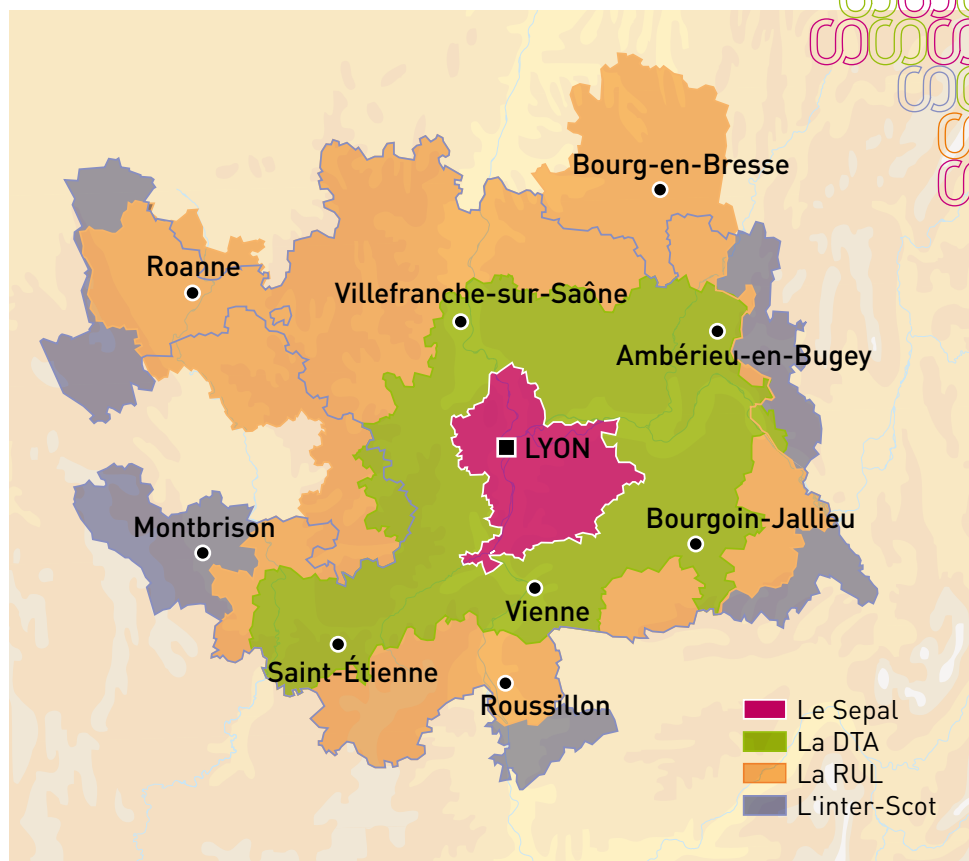 Bourg-en-Bresse
Roanne
Villefranche-sur-Saône
Ambérieu-en-Bugey
LYON
Bourgoin-Jallieu
Montbrison
Vienne
Saint-Étienne
Roussillon
Le Sepal
La DTA
La RUL
L'inter-Scot